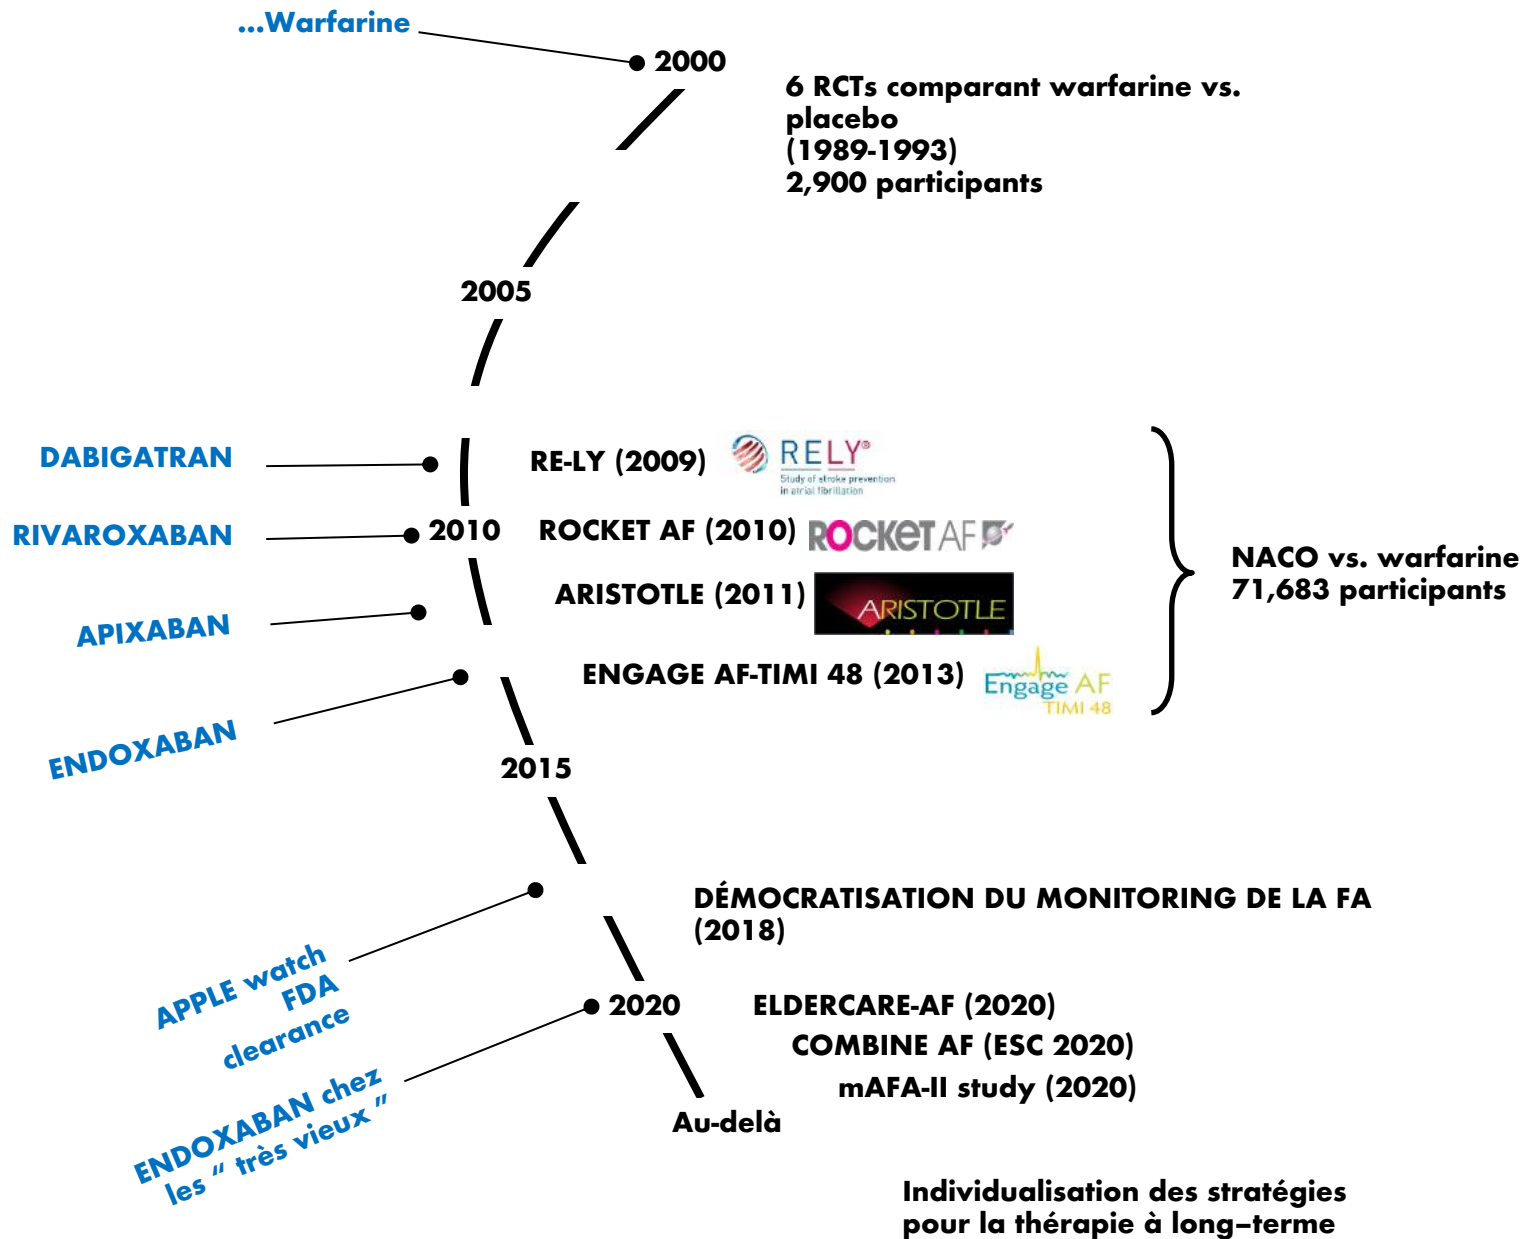 ...Warfarine
2000
6 RCTs comparant warfarine vs.
placebo
(1989-1993)
2,900 participants
2005
DABIGATRAN
RE-LY (2009)
RELY®
Study of stroke prevention
in atrial fibrillation
RIVAROXABAN
2010
ROCKET AF (2010)
ROCKET AF
NACO vs. warfarine
71,683 participants
APIXABAN
ARISTOTLE (2011)
ARISTOTLE
ENDOXABAN
ENGAGE AF-TIMI 48 (2013)
Engage AF
TIMI 48
2015
DÉMOCRATISATION DU MONITORING DE LA FA
(2018)
APPLE watch
FDA
clearance
2020
ELDERCARE-AF (2020)
COMBINE AF (ESC 2020)
mAFA-II study (2020)
ENDOXABAN chez
les “ très vieux ”
Au-delà
Individualisation des stratégies
pour la thérapie à long–terme